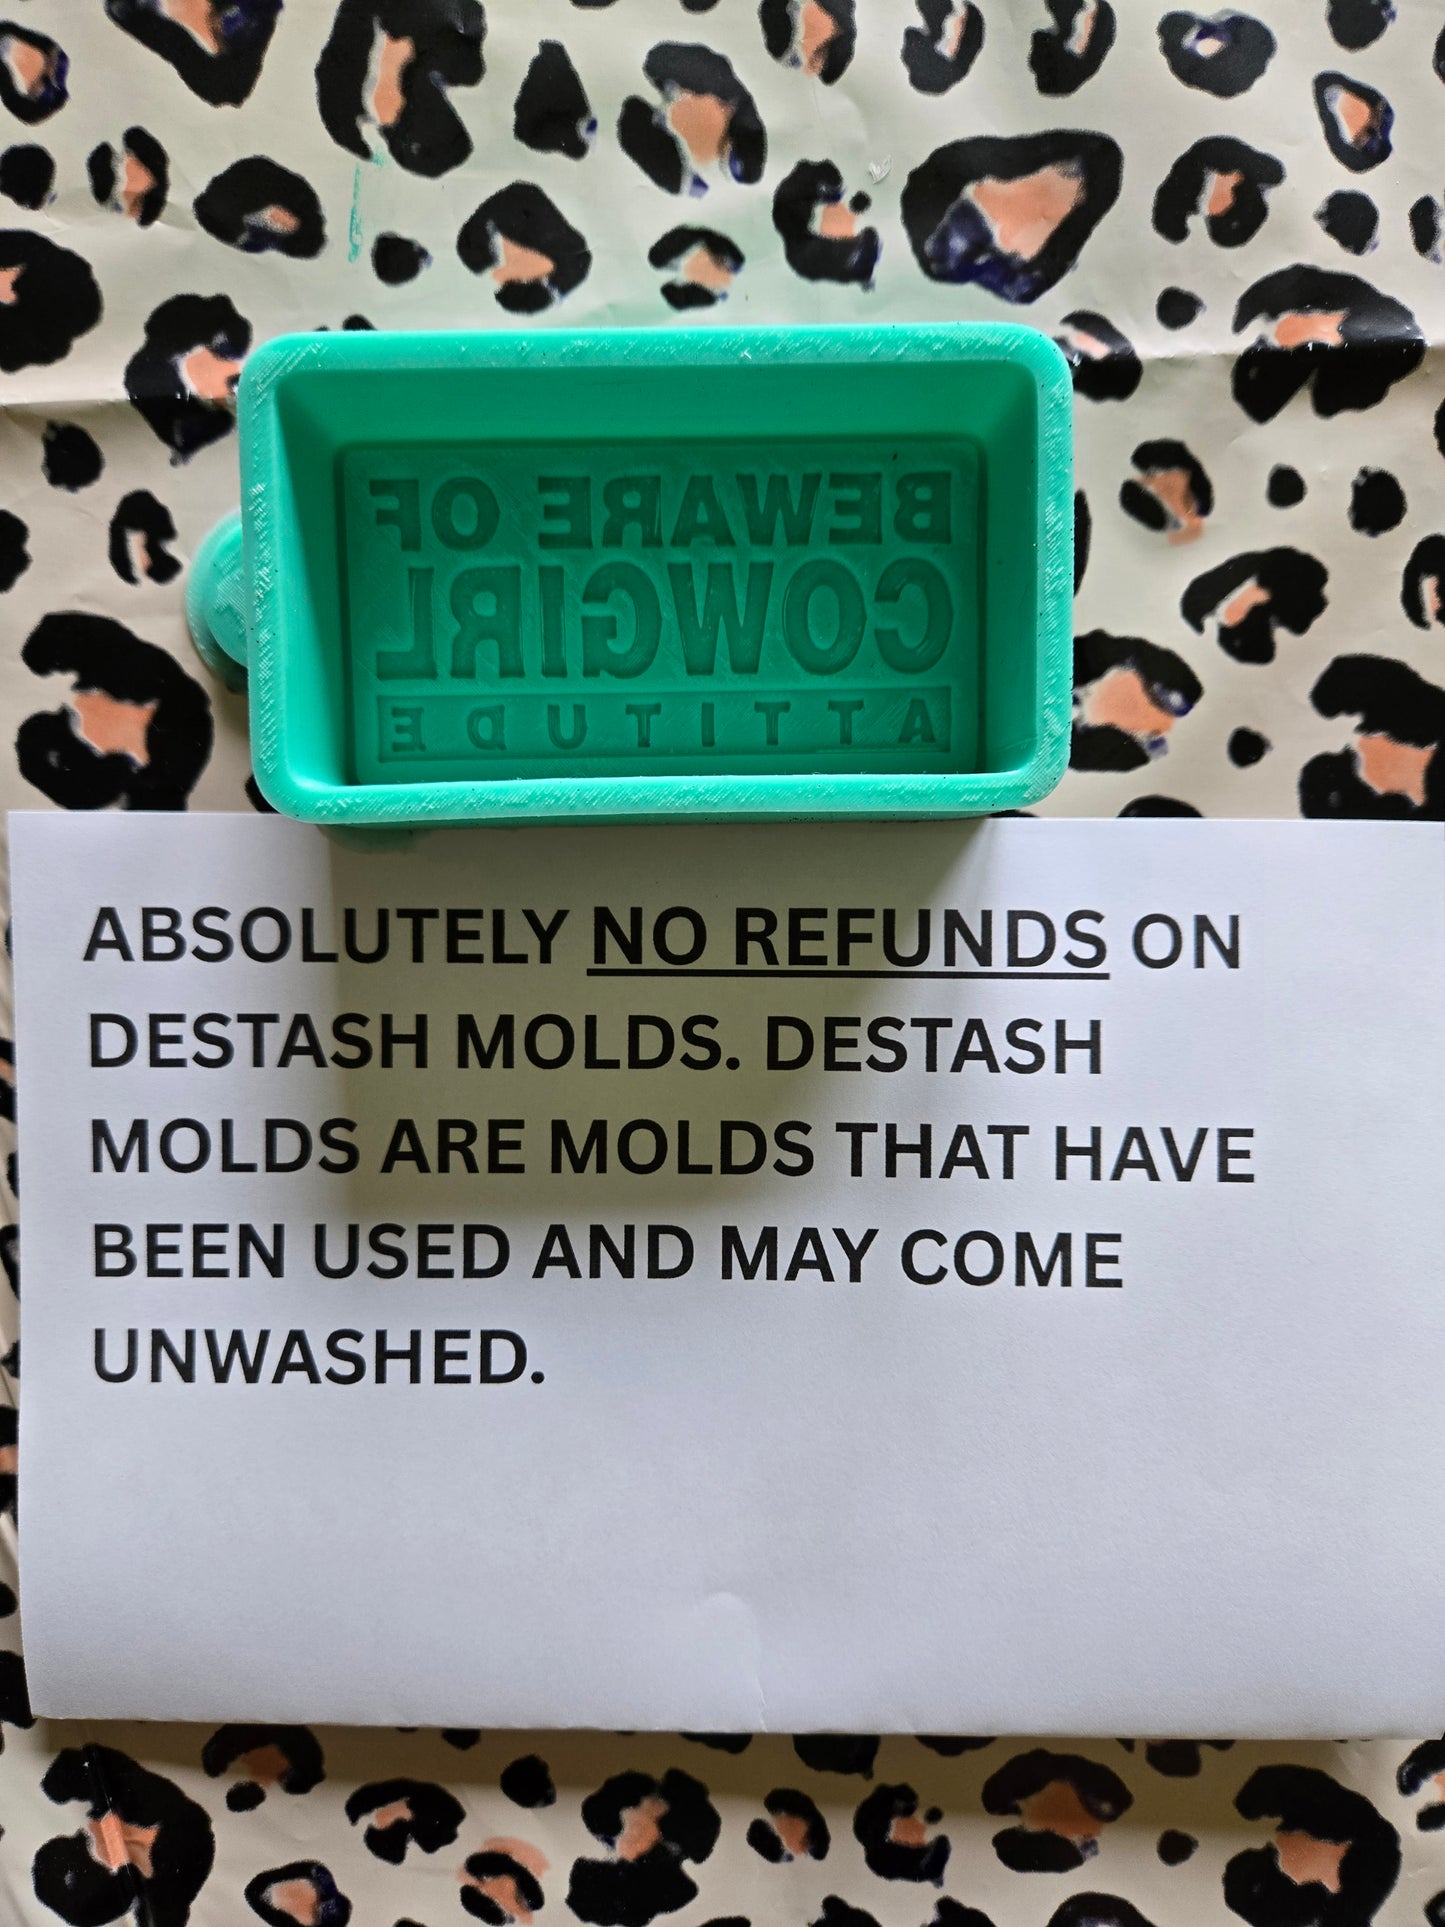 BEWARE OF
COWGIRL
ATTITUDE
ABSOLUTELY NO REFUNDS ON
DESTASH MOLDS. DESTASH
MOLDS ARE MOLDS THAT HAVE
BEEN USED AND MAY COME
UNWASHED.